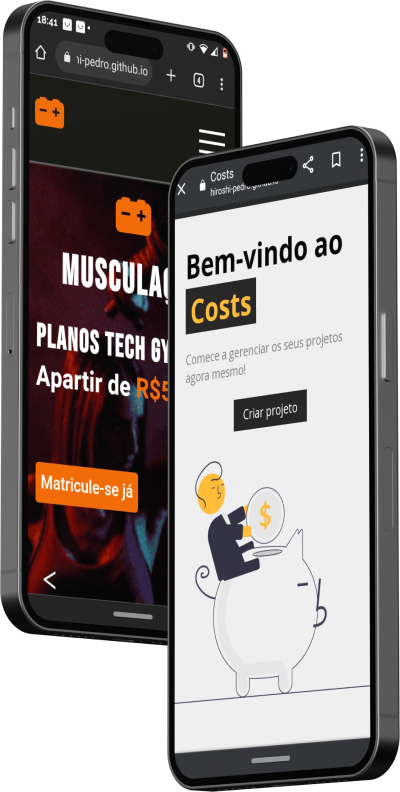 18:41
hi-pedro.github.io
4
MUSCULAÇ
PLANOS TECH GY
Apartir de R$5
Matricule-se já
Costs
hiroshi-pedro.github.io
Bem-vindo ao
Costs
Comece a gerenciar os seus projetos
agora mesmo!
Criar projeto
$